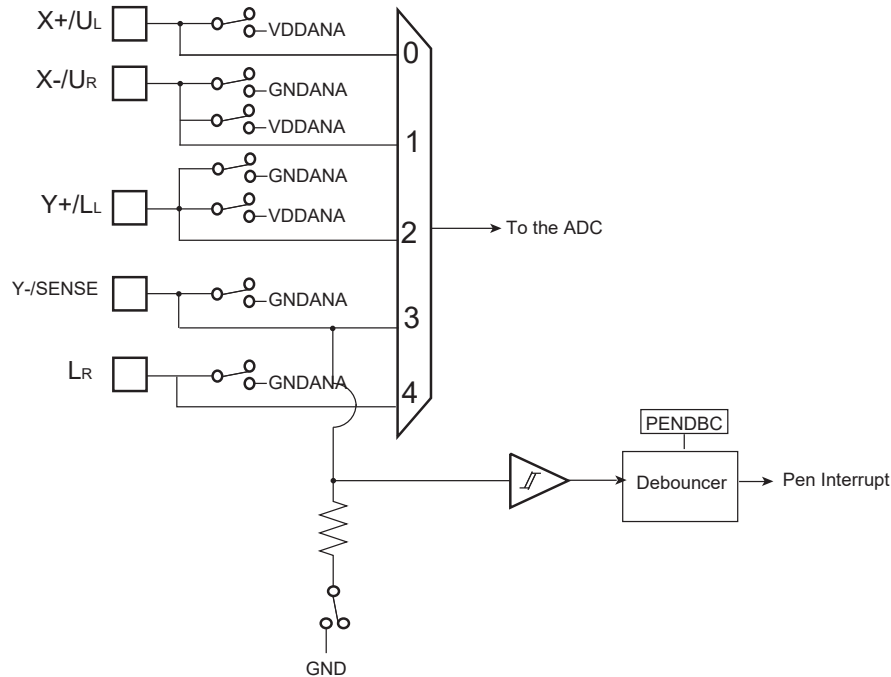 X+/UL
VDDANA
0
X-/UR
GNDANA
VDDANA
1
GNDANA
Y+/LL
VDDANA
2
To the ADC
Y-/SENSE
GNDANA
3
LR
GNDANA
4
PENDBC
Debouncer
Pen Interrupt
GND